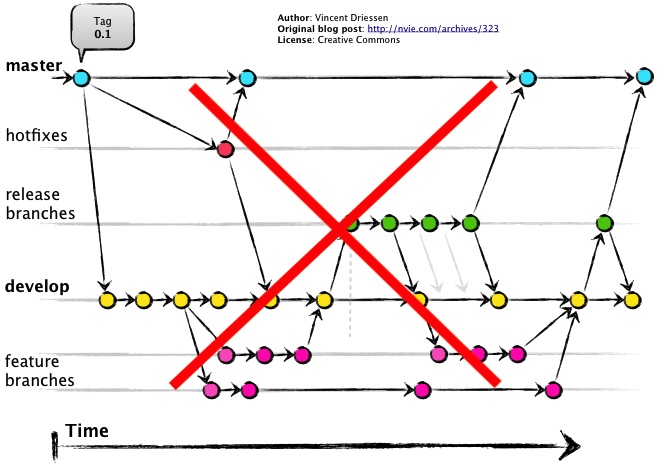 Tag
0.1
Author: Vincent Driessen
Original blog post: http://nvie.com/archives/323
License: Creative Commons
master
hotfixes
release
branches
develop
feature
branches
Time